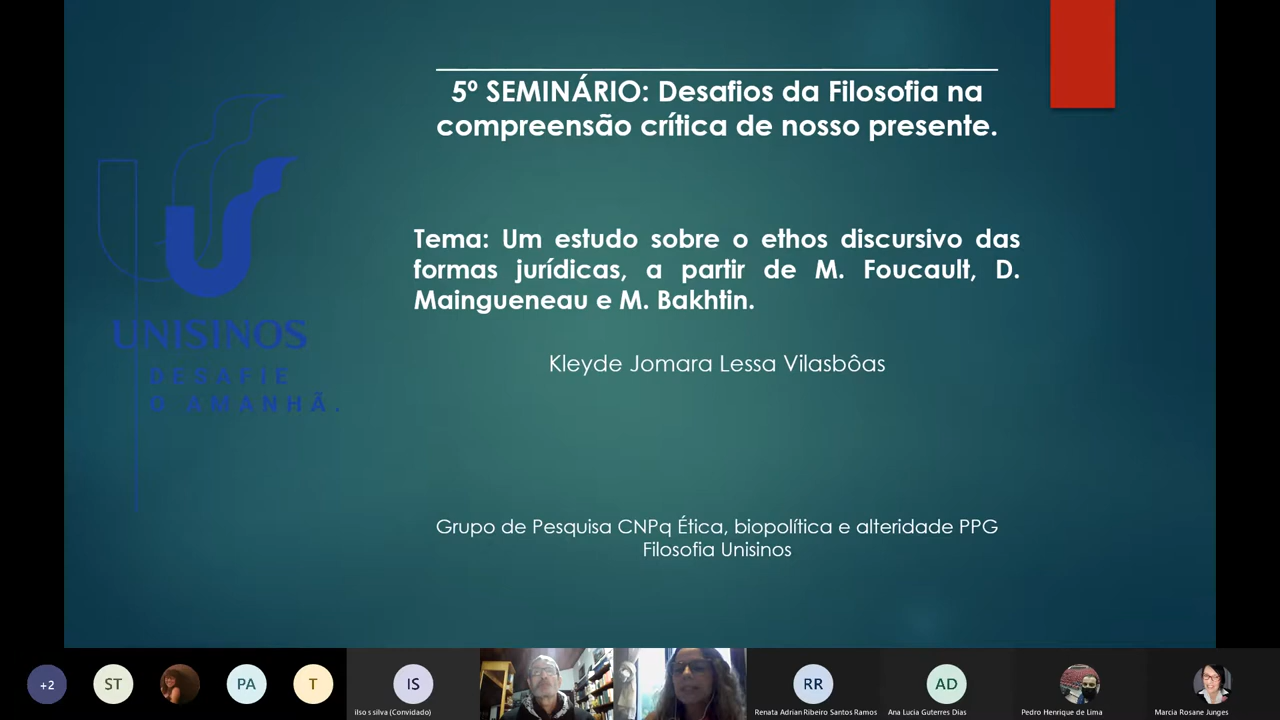 5º SEMINÁRIO: Desafios da Filosofia na
compreensão crítica de nosso presente.
Tema: Um estudo sobre o ethos discursivo das
formas jurídicas, a partir de M. Foucault, D.
Maingueneau e M. Bakhtin.
Kleyde Jomara Lessa Vilasbôas
UNISINOS
DESAFIE
O AMANHÃ.
Grupo de Pesquisa CNPq Ética, biopolítica e alteridade PPG
Filosofia Unisinos
+2
ST
PA
T
IS
RR
AD
ilso s silva (Convidado)
Renata Adrian Ribeiro Santos Ramos
Ana Lucia Guterres Dias
Pedro Henrique de Lima
Marcia Rosane Junges